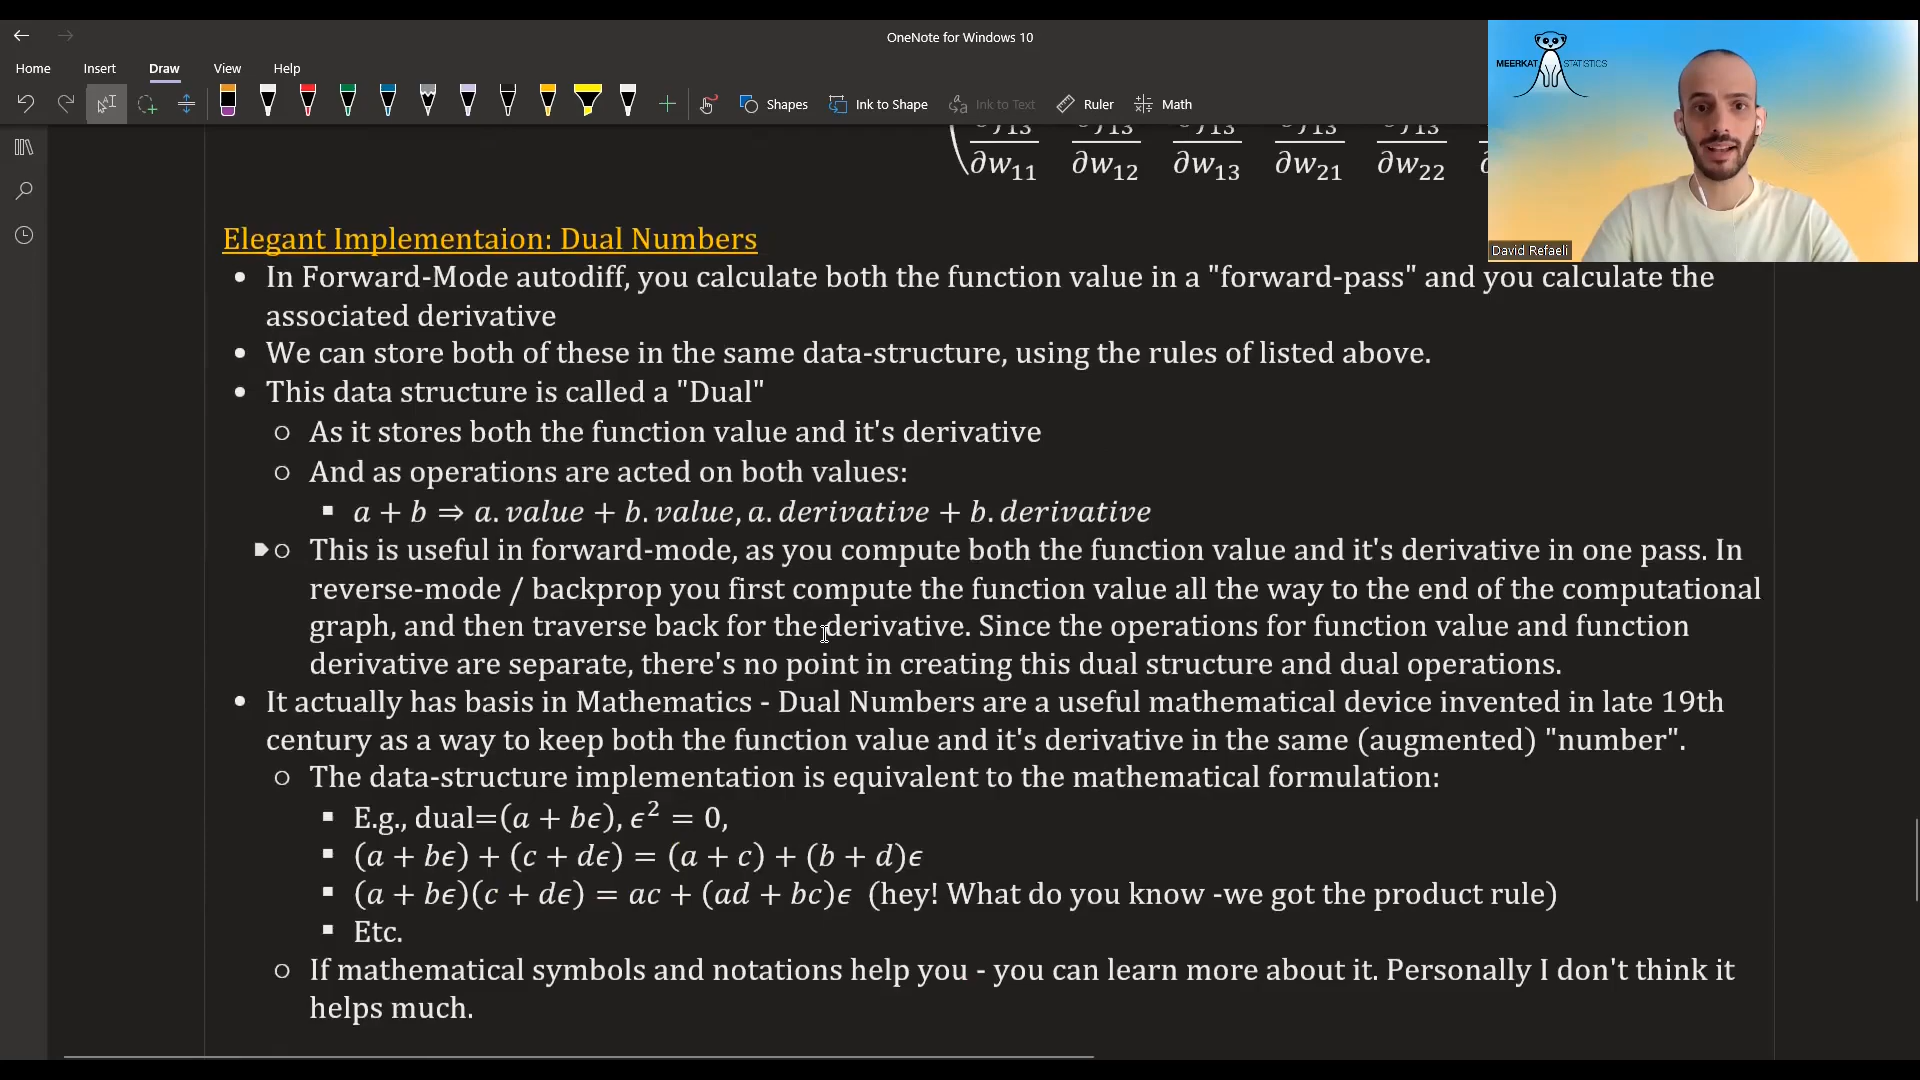 OneNote for Windows 10
Home Insert Draw View Help
Shapes Ink to Shape Ink to Text Ruler Math
MEERKAT STATISTICS
David Refaeli
∂w₁₁ ∂w₁₂ ∂w₁₃ ∂w₂₁ ∂w₂₂
Elegant Implementaion: Dual Numbers
• In Forward-Mode autodiff, you calculate both the function value in a "forward-pass" and you calculate the
associated derivative
• We can store both of these in the same data-structure, using the rules of listed above.
• This data structure is called a "Dual"
○ As it stores both the function value and it's derivative
○ And as operations are acted on both values:
▪ a + b ⇒ a. value + b. value, a. derivative + b. derivative
○ This is useful in forward-mode, as you compute both the function value and it's derivative in one pass. In
reverse-mode / backprop you first compute the function value all the way to the end of the computational
graph, and then traverse back for the derivative. Since the operations for function value and function
derivative are separate, there's no point in creating this dual structure and dual operations.
• It actually has basis in Mathematics - Dual Numbers are a useful mathematical device invented in late 19th
century as a way to keep both the function value and it's derivative in the same (augmented) "number".
○ The data-structure implementation is equivalent to the mathematical formulation:
▪ E.g., dual=(a + bϵ), ϵ² = 0,
▪ (a + bϵ) + (c + dϵ) = (a + c) + (b + d)ϵ
▪ (a + bϵ)(c + dϵ) = ac + (ad + bc)ϵ (hey! What do you know -we got the product rule)
▪ Etc.
○ If mathematical symbols and notations help you - you can learn more about it. Personally I don't think it
helps much.